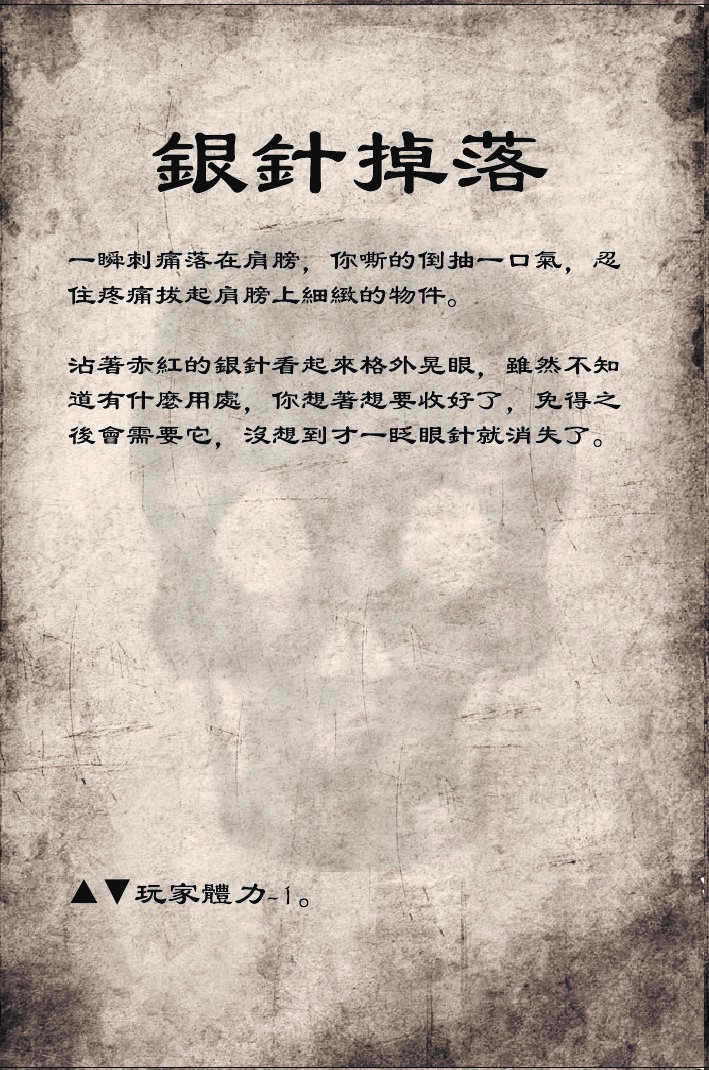 銀針掉落
一瞬刺痛落在肩膀，你嘶的倒抽一口氣，忍
住疼痛拔起肩膀上細緻的物件。
沾著赤紅的銀針看起來格外晃眼，雖然不知
道有什麼用處，你想著想要收好了，免得之
後會需要它，沒想到才一眨眼針就消失了。
▲▼玩家體力-1。